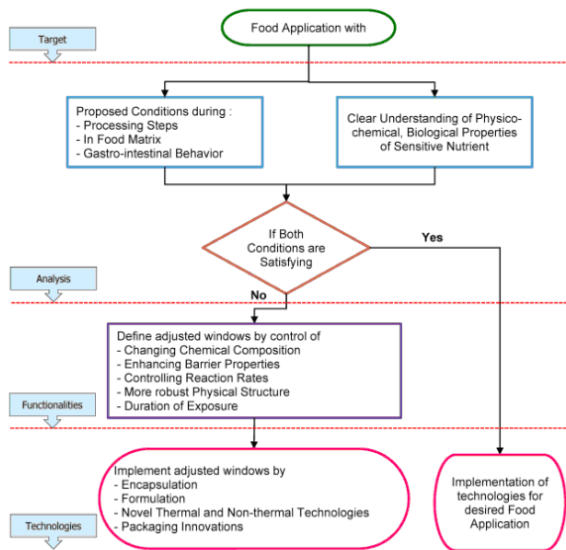 Food Application with
Target
Proposed Conditions during :
- Processing Steps
- In Food Matrix
- Gastro-intestinal Behavior
Clear Understanding of Physico-
chemical, Biological Properties
of Sensitive Nutrient
If Both
Conditions are
Satisfying
Yes
Analysis
No
Define adjusted windows by control of
- Changing Chemical Composition
- Enhancing Barrier Properties
- Controlling Reaction Rates
- More robust Physical Structure
- Duration of Exposure
Functionalities
Implement adjusted windows by
- Encapsulation
- Formulation
- Novel Thermal and Non-thermal Technologies
- Packaging Innovations
Implementation of
technologies for
desired Food
Application
Technologies